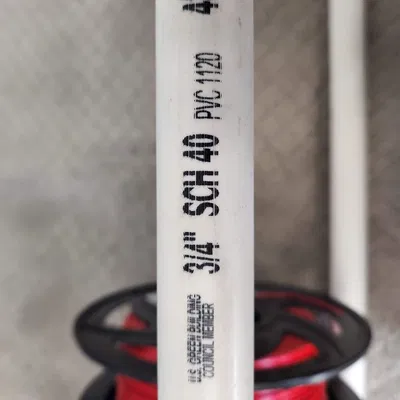 U.S. GREEN BUILDING
COUNCIL MEMBER
3/4" SCH 40 PVC 1120